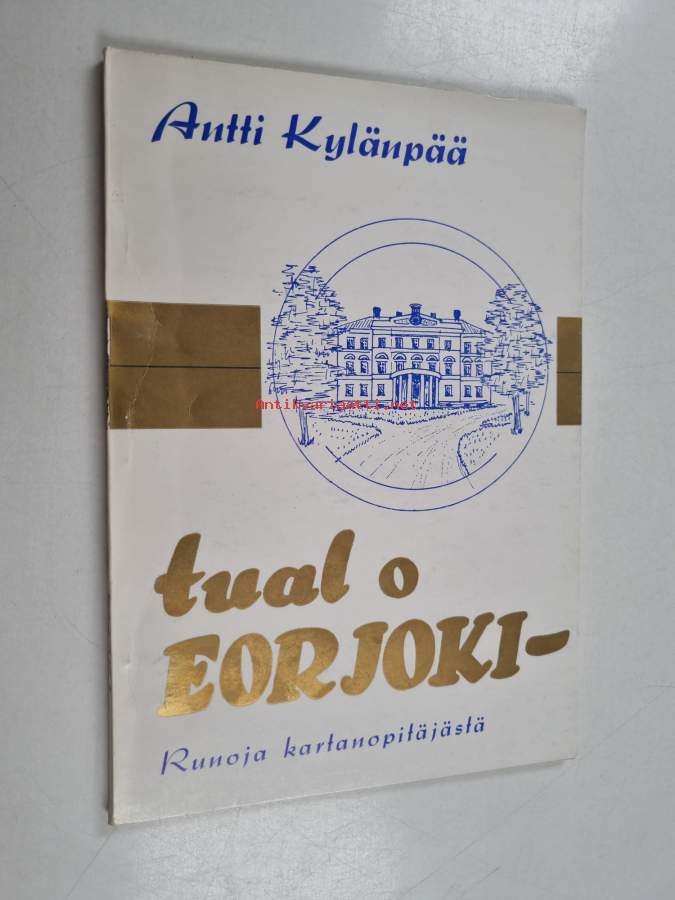 Antti Kylänpää
Antikvariaatti.net
tual o
EORJOKI-
Runoja kartanopitäjästä